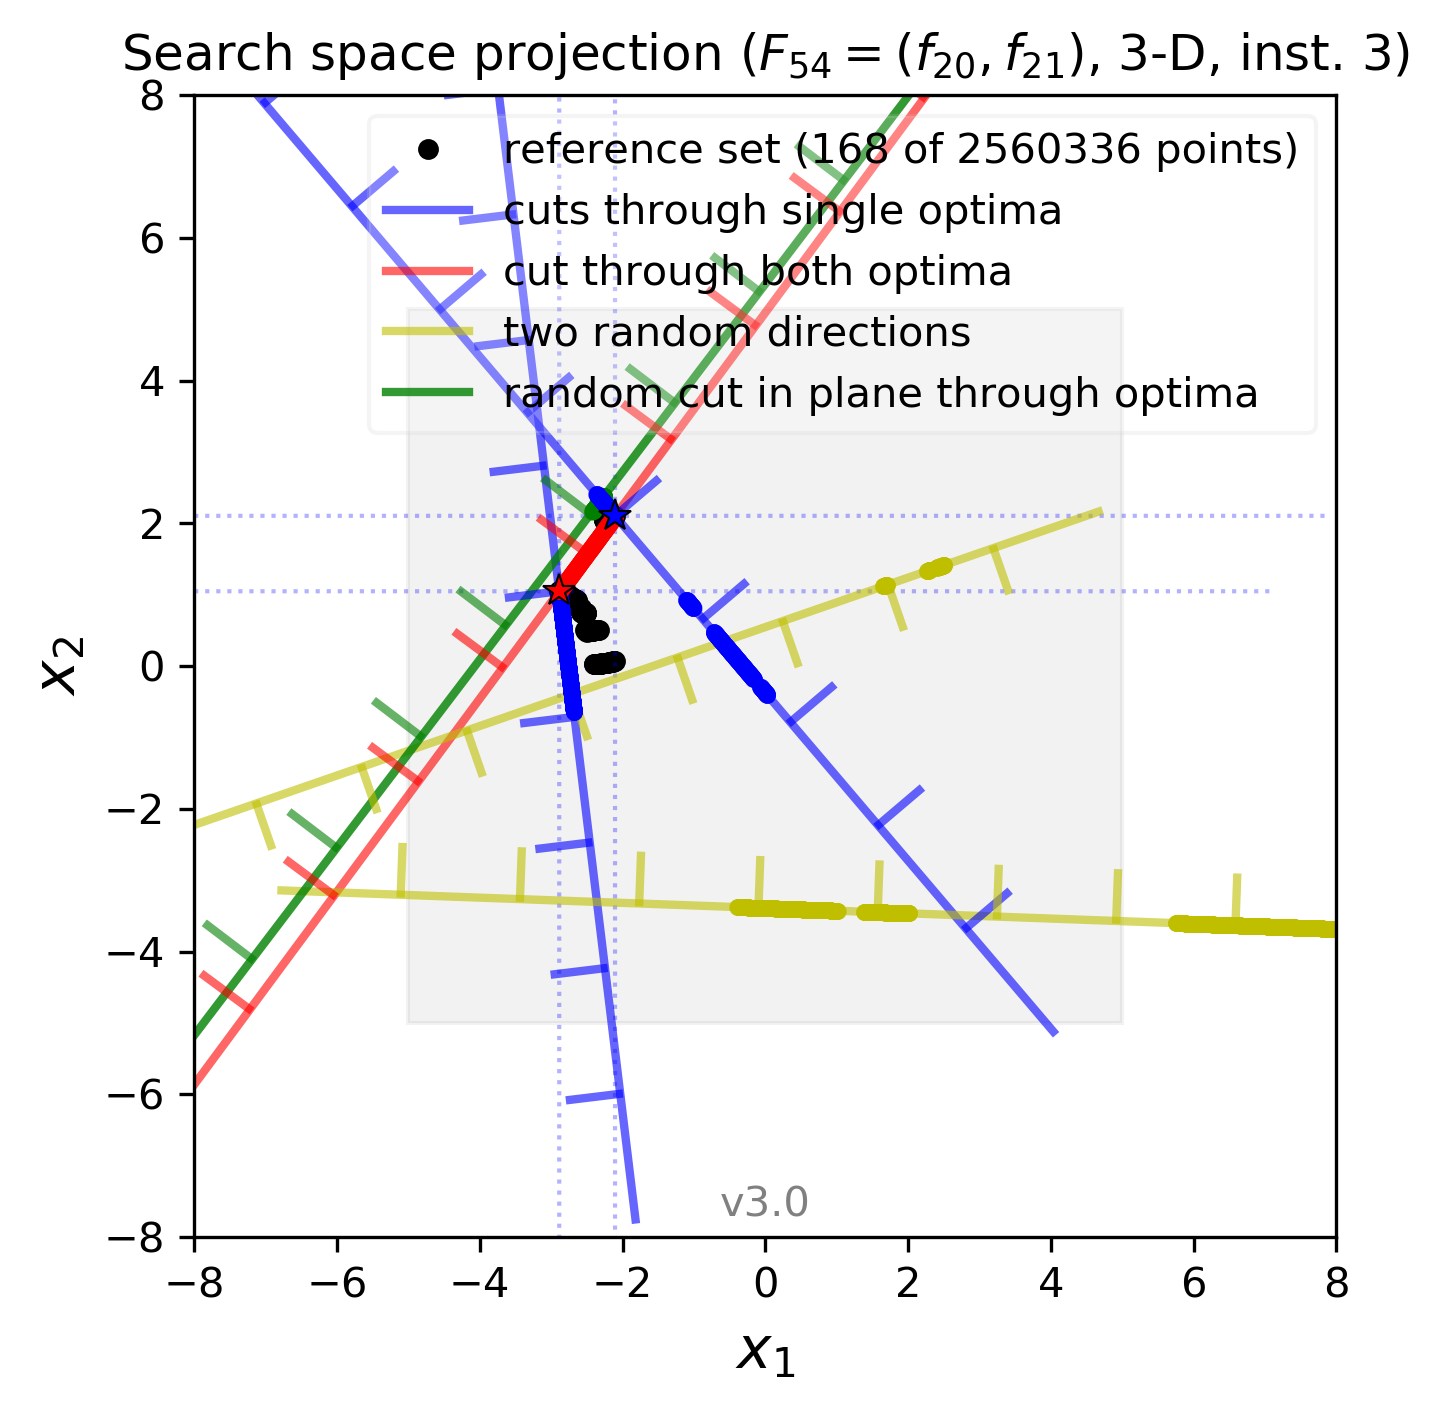 Search space projection (F54 = (f20, f21), 3-D, inst. 3)
reference set (168 of 2560336 points)
cuts through single optima
cut through both optima
two random directions
random cut in plane through optima
8
6
4
2
0
−2
−4
−6
−8
x2
v3.0
−8 −6 −4 −2 0 2 4 6 8
x1